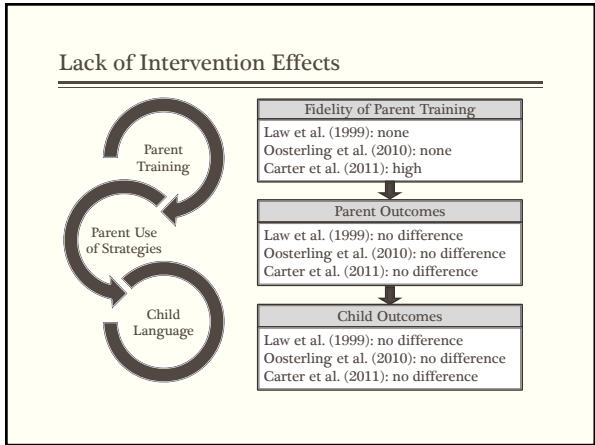 Lack of Intervention Effects
Parent
Training
Parent Use
of Strategies
Child
Language
Fidelity of Parent Training
Law et al. (1999): none
Oosterling et al. (2010): none
Carter et al. (2011): high
Parent Outcomes
Law et al. (1999): no difference
Oosterling et al. (2010): no difference
Carter et al. (2011): no difference
Child Outcomes
Law et al. (1999): no difference
Oosterling et al. (2010): no difference
Carter et al. (2011): no difference